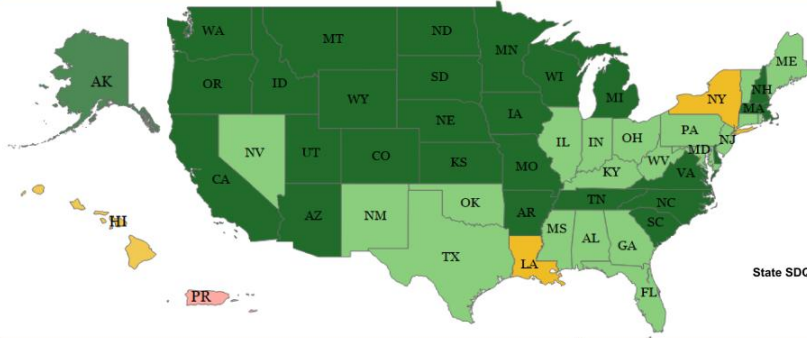 WA
MT
ND
MN
ME
AK
OR
ID
SD
WI
NH
WY
MI
NY
MA
IA
NE
PA
NJ
NV
IL
IN
OH
MD
UT
CO
KS
MO
WV
VA
CA
KY
NC
TN
OK
AZ
NM
AR
SC
HI
MS
AL
GA
TX
LA
State SDQ
FL
PR